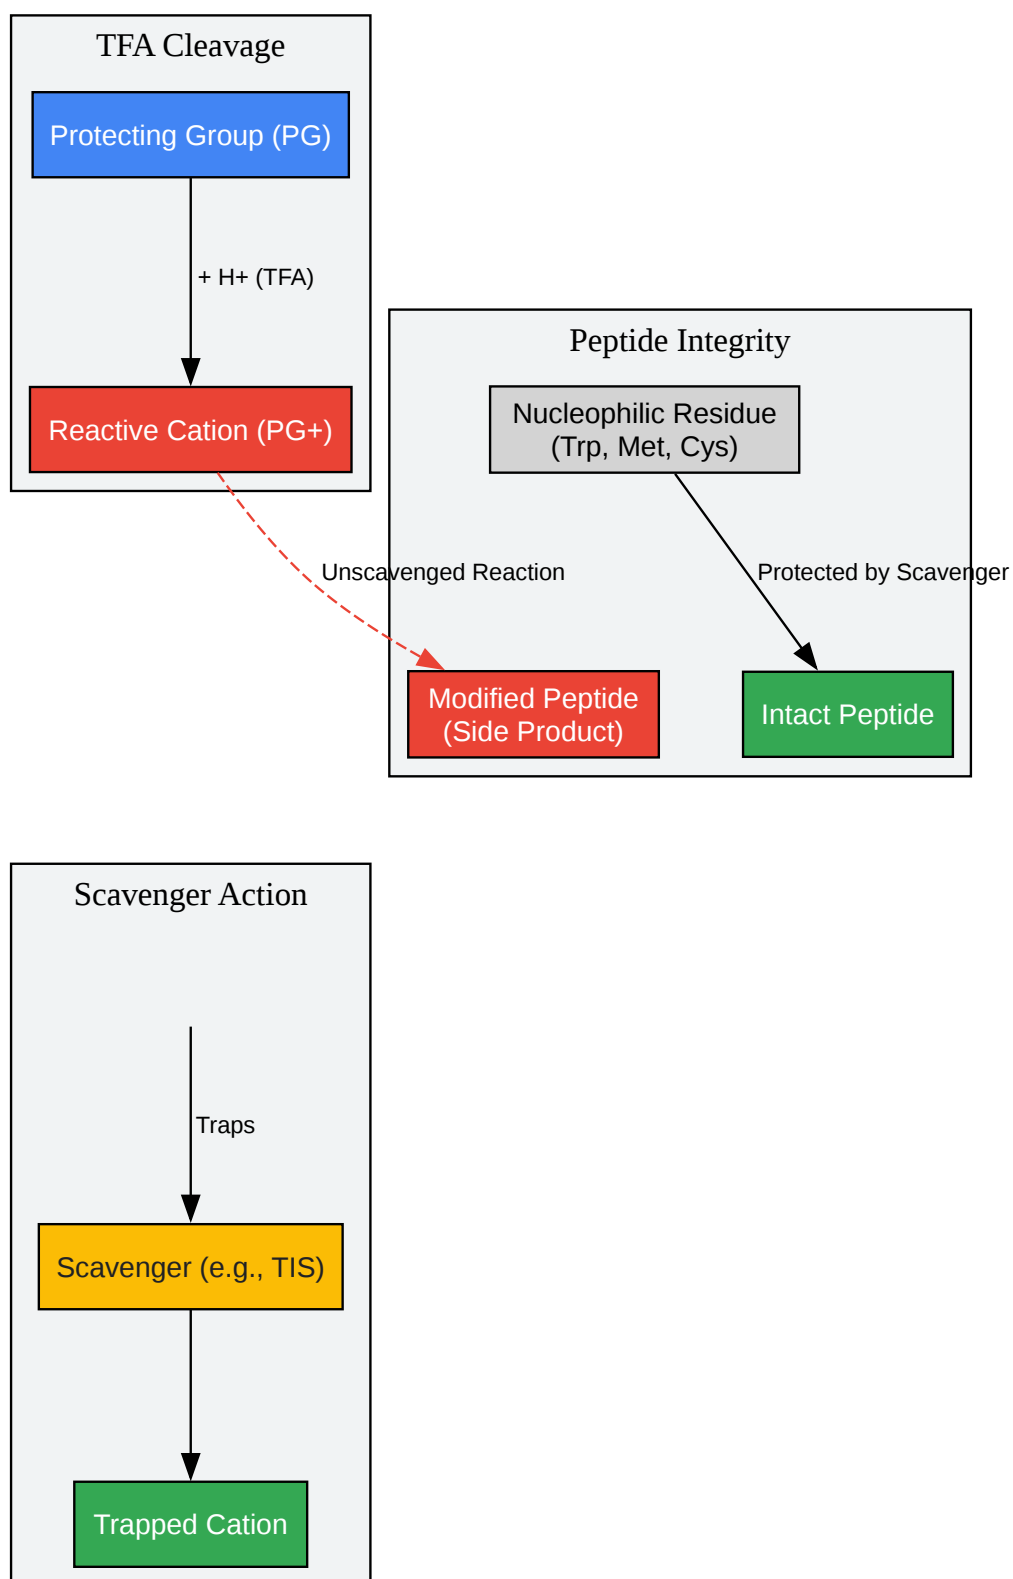 TFA Cleavage
Protecting Group (PG)
+ H+ (TFA)
Reactive Cation (PG+)
Peptide Integrity
Nucleophilic Residue
(Trp, Met, Cys)
Unscavenged Reaction
Protected by Scavenger
Modified Peptide
(Side Product)
Intact Peptide
Scavenger Action
Traps
Scavenger (e.g., TIS)
Trapped Cation